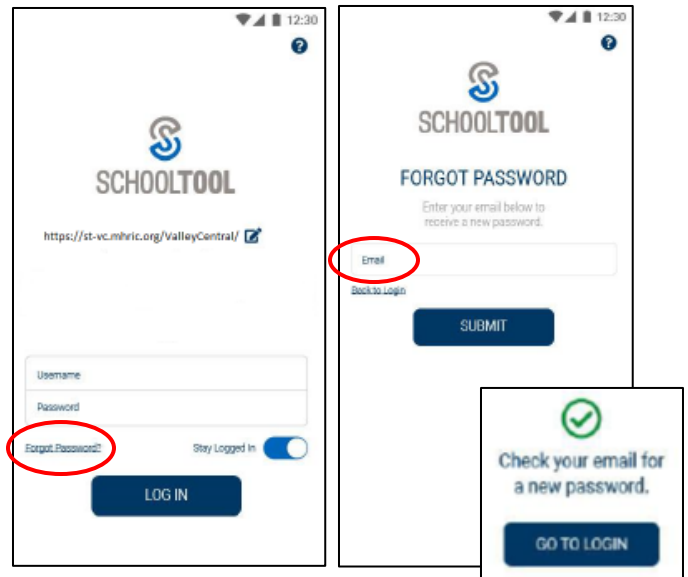 12:30
?
SCHOOLTOOL
https://st-vc.mhric.org/ValleyCentral/
Username
Password
Forgot Password?
Stay Logged In
LOG IN
12:30
?
SCHOOLTOOL
FORGOT PASSWORD
Enter your email below to
receive a new password.
Email
Back to Login
SUBMIT
Check your email for
a new password.
GO TO LOGIN